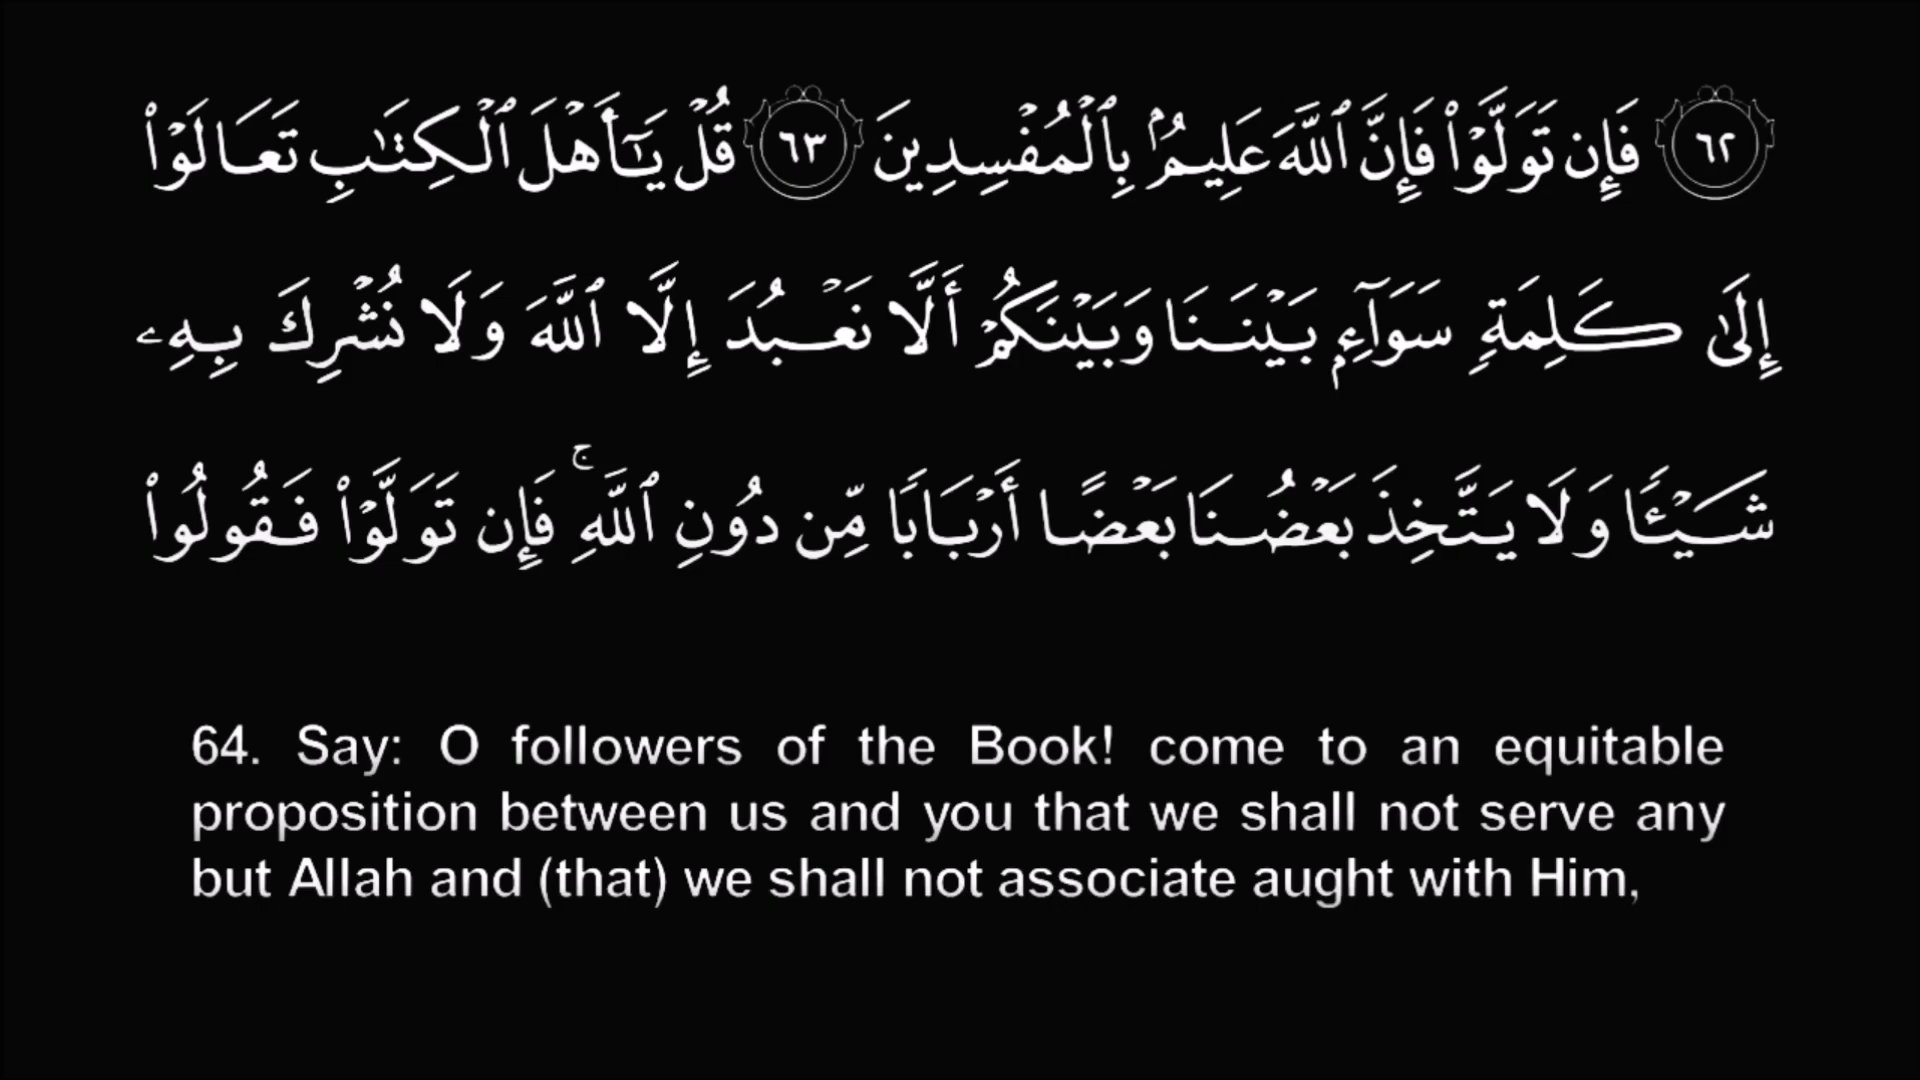 ٦٢ فَإِن تَوَلَّوۡاْ فَإِنَّ ٱللَّهَ عَلِيمُۢ بِٱلۡمُفۡسِدِينَ ٦٣ قُلۡ يَٰٓأَهۡلَ ٱلۡكِتَٰبِ تَعَالَوۡاْ
إِلَىٰ كَلِمَةٖ سَوَآءِۭ بَيۡنَنَا وَبَيۡنَكُمۡ أَلَّا نَعۡبُدَ إِلَّا ٱللَّهَ وَلَا نُشۡرِكَ بِهِۦ
شَيۡـٔٗا وَلَا يَتَّخِذَ بَعۡضُنَا بَعۡضًا أَرۡبَابٗا مِّن دُونِ ٱللَّهِۚ فَإِن تَوَلَّوۡاْ فَقُولُواْ
64. Say: O followers of the Book! come to an equitable
proposition between us and you that we shall not serve any
but Allah and (that) we shall not associate aught with Him,